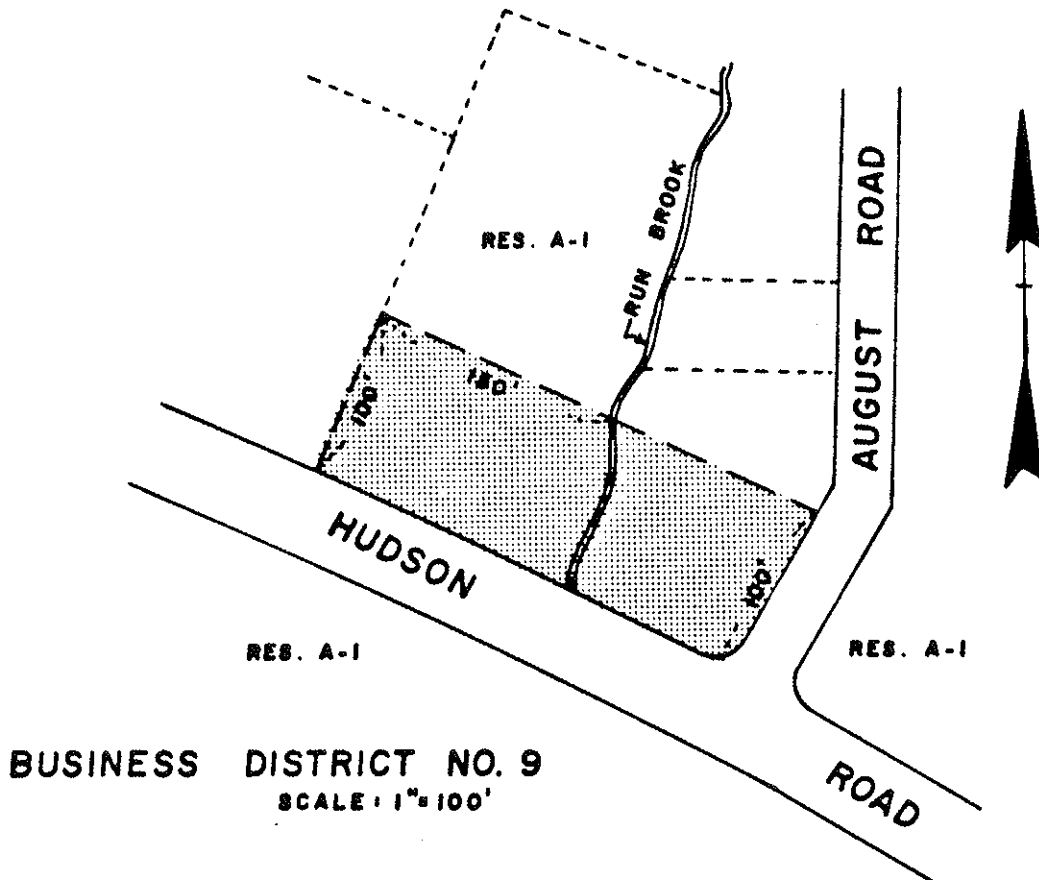 RES. A-1
RUN BROOK
AUGUST ROAD
150'
100'
100'
HUDSON ROAD
RES. A-1
RES. A-1
BUSINESS DISTRICT NO. 9
SCALE: 1"=100'